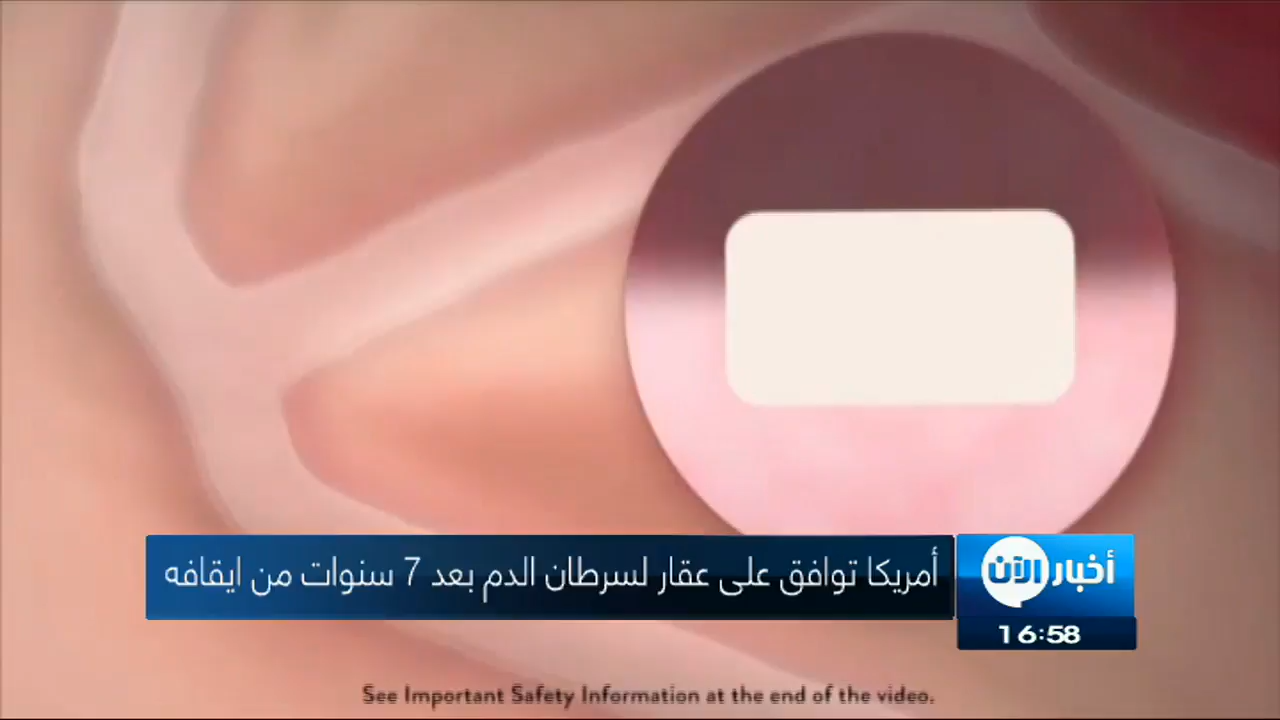 أمريكا توافق على عقار لسرطان الدم بعد 7 سنوات من ايقافه
أخبار الآن
16:58
See Important Safety Information at the end of the video.